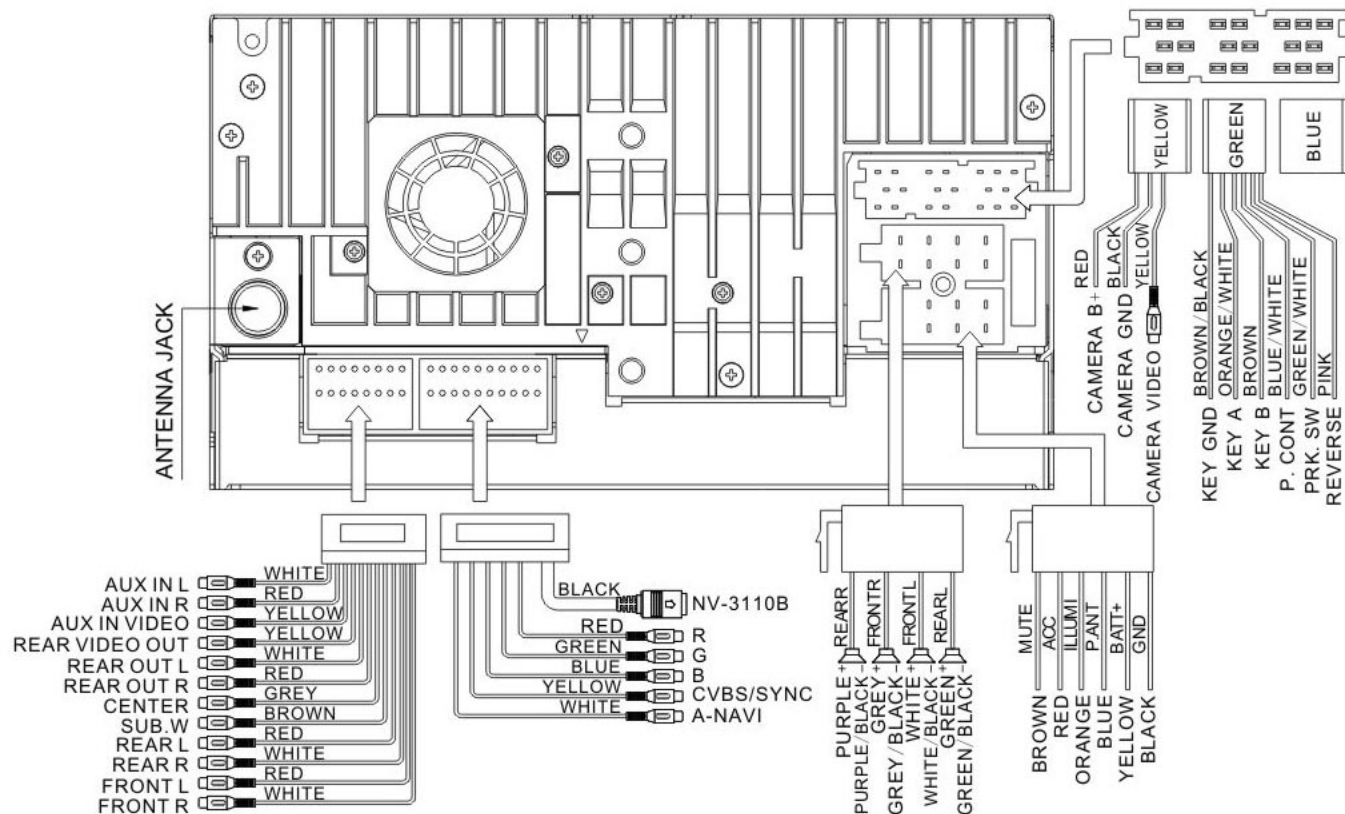 YELLOW
GREEN
BLUE
RED
BLACK
YELLOW
CAMERA B+
CAMERA GND
CAMERA VIDEO
BROWN/BLACK
ORANGE/WHITE
BROWN
BLUE/WHITE
GREEN/WHITE
PINK
KEY GND
KEY A
KEY B
P. CONT
PRK. SW
REVERSE
ANTENNA JACK
AUX IN L WHITE
AUX IN R RED
AUX IN VIDEO YELLOW
REAR VIDEO OUT YELLOW
REAR OUT L WHITE
REAR OUT R RED
CENTER GREY
SUB.W BROWN
REAR L RED
REAR R WHITE
FRONT L RED
FRONT R WHITE
BLACK NV-3110B
RED R
GREEN G
BLUE B
YELLOW CVBS/SYNC
WHITE A-NAVI
REARR
FRONTR
FRONTL
REARL
PURPLE +
PURPLE/BLACK -
GREY +
GREY/BLACK -
WHITE +
WHITE/BLACK -
GREEN +
GREEN/BLACK -
MUTE
ACC
ILLUMI
P.ANT
BATT+
GND
BROWN
RED
ORANGE
BLUE
YELLOW
BLACK